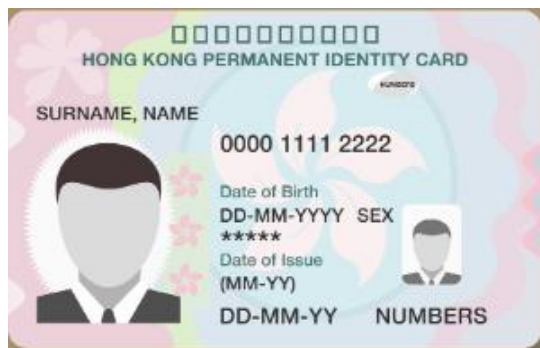 HONG KONG PERMANENT IDENTITY CARD
NUMBERS
SURNAME, NAME
0000 1111 2222
Date of Birth
DD-MM-YYYY SEX
*****
Date of Issue
(MM-YY)
DD-MM-YY NUMBERS